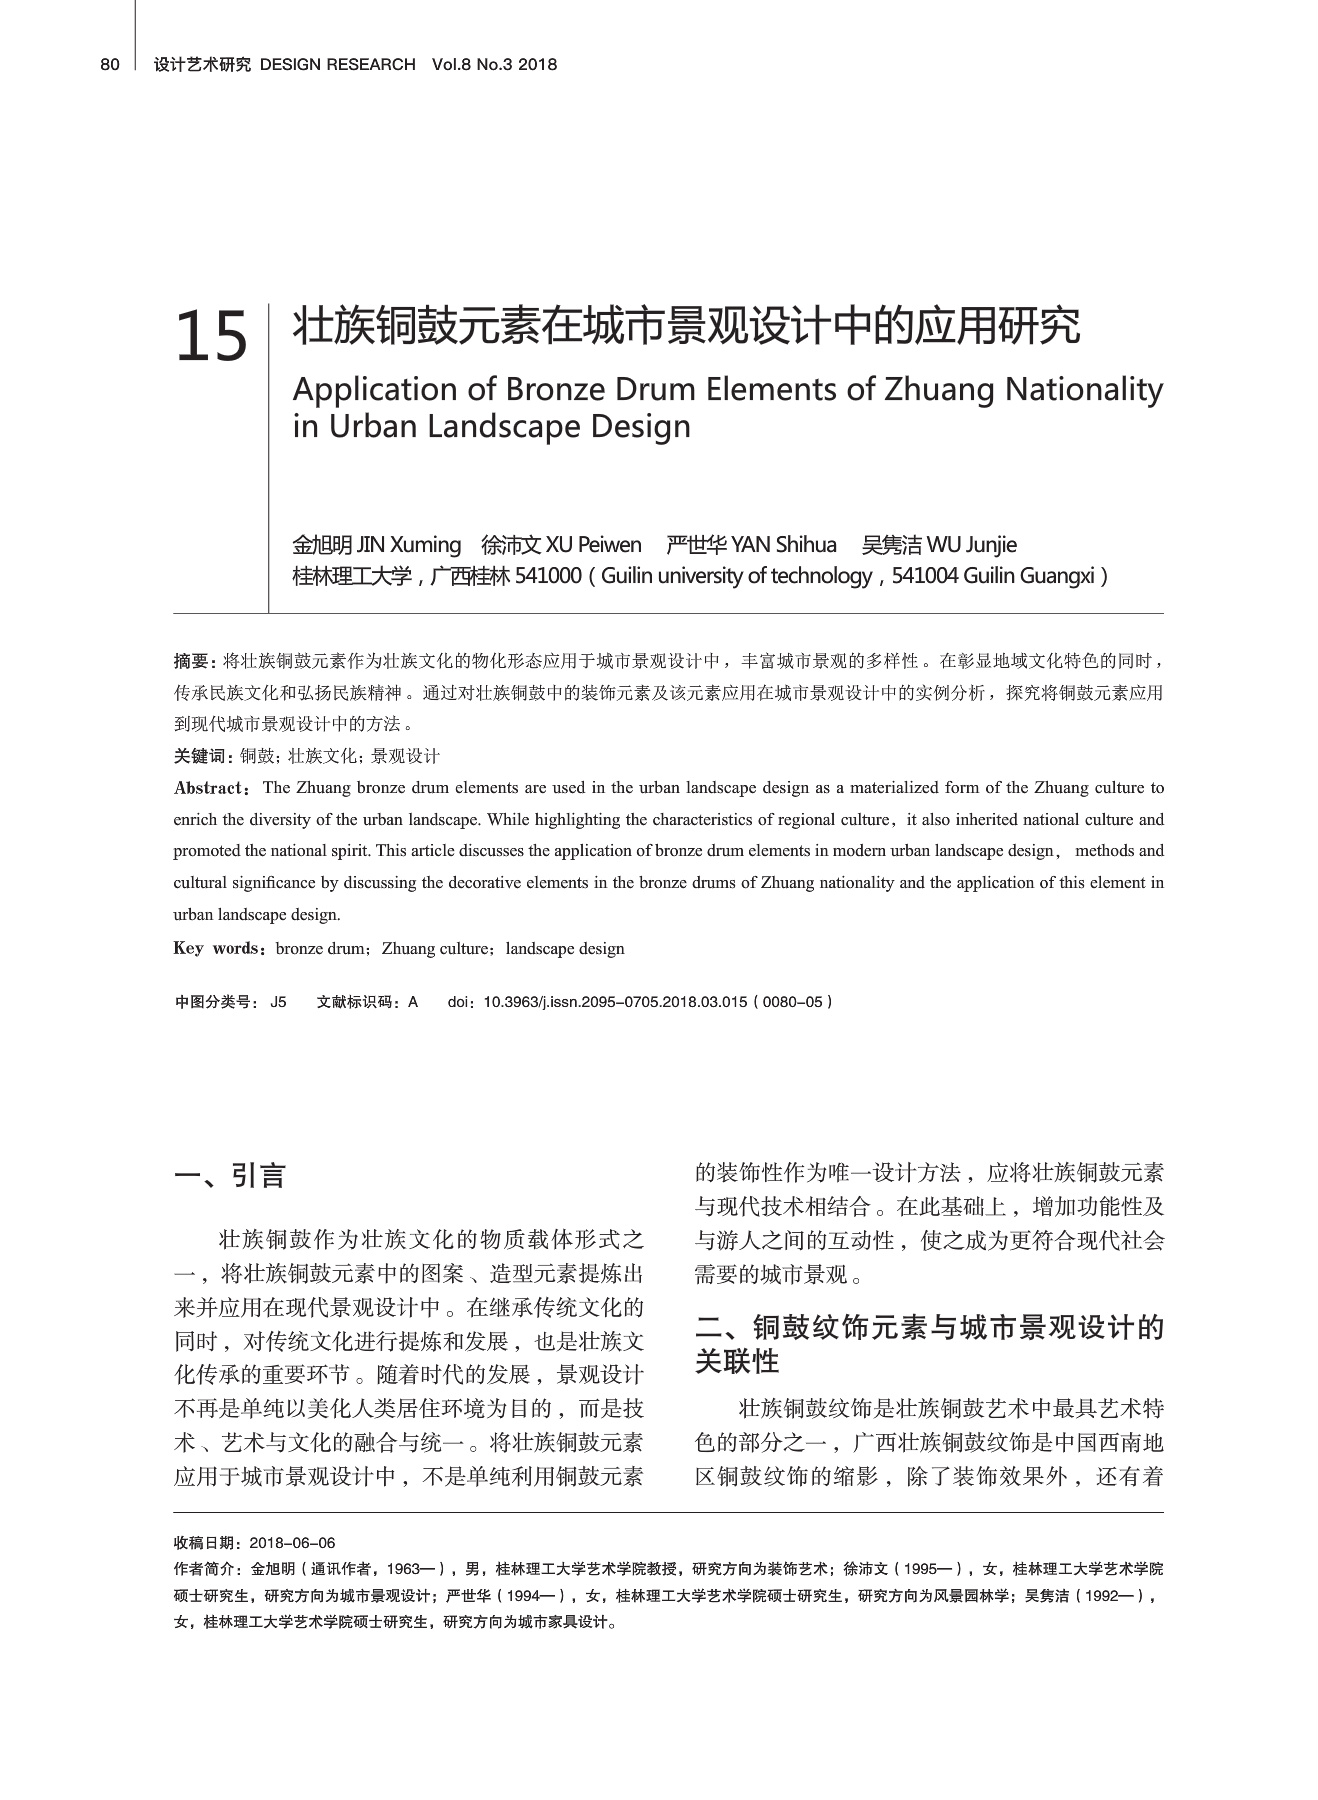 80
设计艺术研究 DESIGN RESEARCH Vol.8 No.3 2018
15
壮族铜鼓元素在城市景观设计中的应用研究
Application of Bronze Drum Elements of Zhuang Nationality
in Urban Landscape Design
金旭明 JIN Xuming 徐沛文 XU Peiwen 严世华 YAN Shihua 吴隽洁 WU Junjie
桂林理工大学，广西桂林 541000（Guilin university of technology，541004 Guilin Guangxi）
摘要：将壮族铜鼓元素作为壮族文化的物化形态应用于城市景观设计中，丰富城市景观的多样性。在彰显地域文化特色的同时，
传承民族文化和弘扬民族精神。通过对壮族铜鼓中的装饰元素及该元素应用在城市景观设计中的实例分析，探究将铜鼓元素应用
到现代城市景观设计中的方法。
关键词：铜鼓；壮族文化；景观设计
Abstract： The Zhuang bronze drum elements are used in the urban landscape design as a materialized form of the Zhuang culture to
enrich the diversity of the urban landscape. While highlighting the characteristics of regional culture，it also inherited national culture and
promoted the national spirit. This article discusses the application of bronze drum elements in modern urban landscape design， methods and
cultural significance by discussing the decorative elements in the bronze drums of Zhuang nationality and the application of this element in
urban landscape design.
Key words：bronze drum；Zhuang culture；landscape design
中图分类号： J5 文献标识码：A doi：10.3963/j.issn.2095-0705.2018.03.015（0080-05）
一、引言
壮族铜鼓作为壮族文化的物质载体形式之
一，将壮族铜鼓元素中的图案、造型元素提炼出
来并应用在现代景观设计中。在继承传统文化的
同时，对传统文化进行提炼和发展，也是壮族文
化传承的重要环节。随着时代的发展，景观设计
不再是单纯以美化人类居住环境为目的，而是技
术、艺术与文化的融合与统一。将壮族铜鼓元素
应用于城市景观设计中，不是单纯利用铜鼓元素
的装饰性作为唯一设计方法，应将壮族铜鼓元素
与现代技术相结合。在此基础上，增加功能性及
与游人之间的互动性，使之成为更符合现代社会
需要的城市景观。
二、铜鼓纹饰元素与城市景观设计的
关联性
壮族铜鼓纹饰是壮族铜鼓艺术中最具艺术特
色的部分之一，广西壮族铜鼓纹饰是中国西南地
区铜鼓纹饰的缩影，除了装饰效果外，还有着
收稿日期：2018-06-06
作者简介：金旭明（通讯作者，1963—），男，桂林理工大学艺术学院教授，研究方向为装饰艺术；徐沛文（1995—），女，桂林理工大学艺术学院
硕士研究生，研究方向为城市景观设计；严世华（1994—），女，桂林理工大学艺术学院硕士研究生，研究方向为风景园林学；吴隽洁（1992—），
女，桂林理工大学艺术学院硕士研究生，研究方向为城市家具设计。